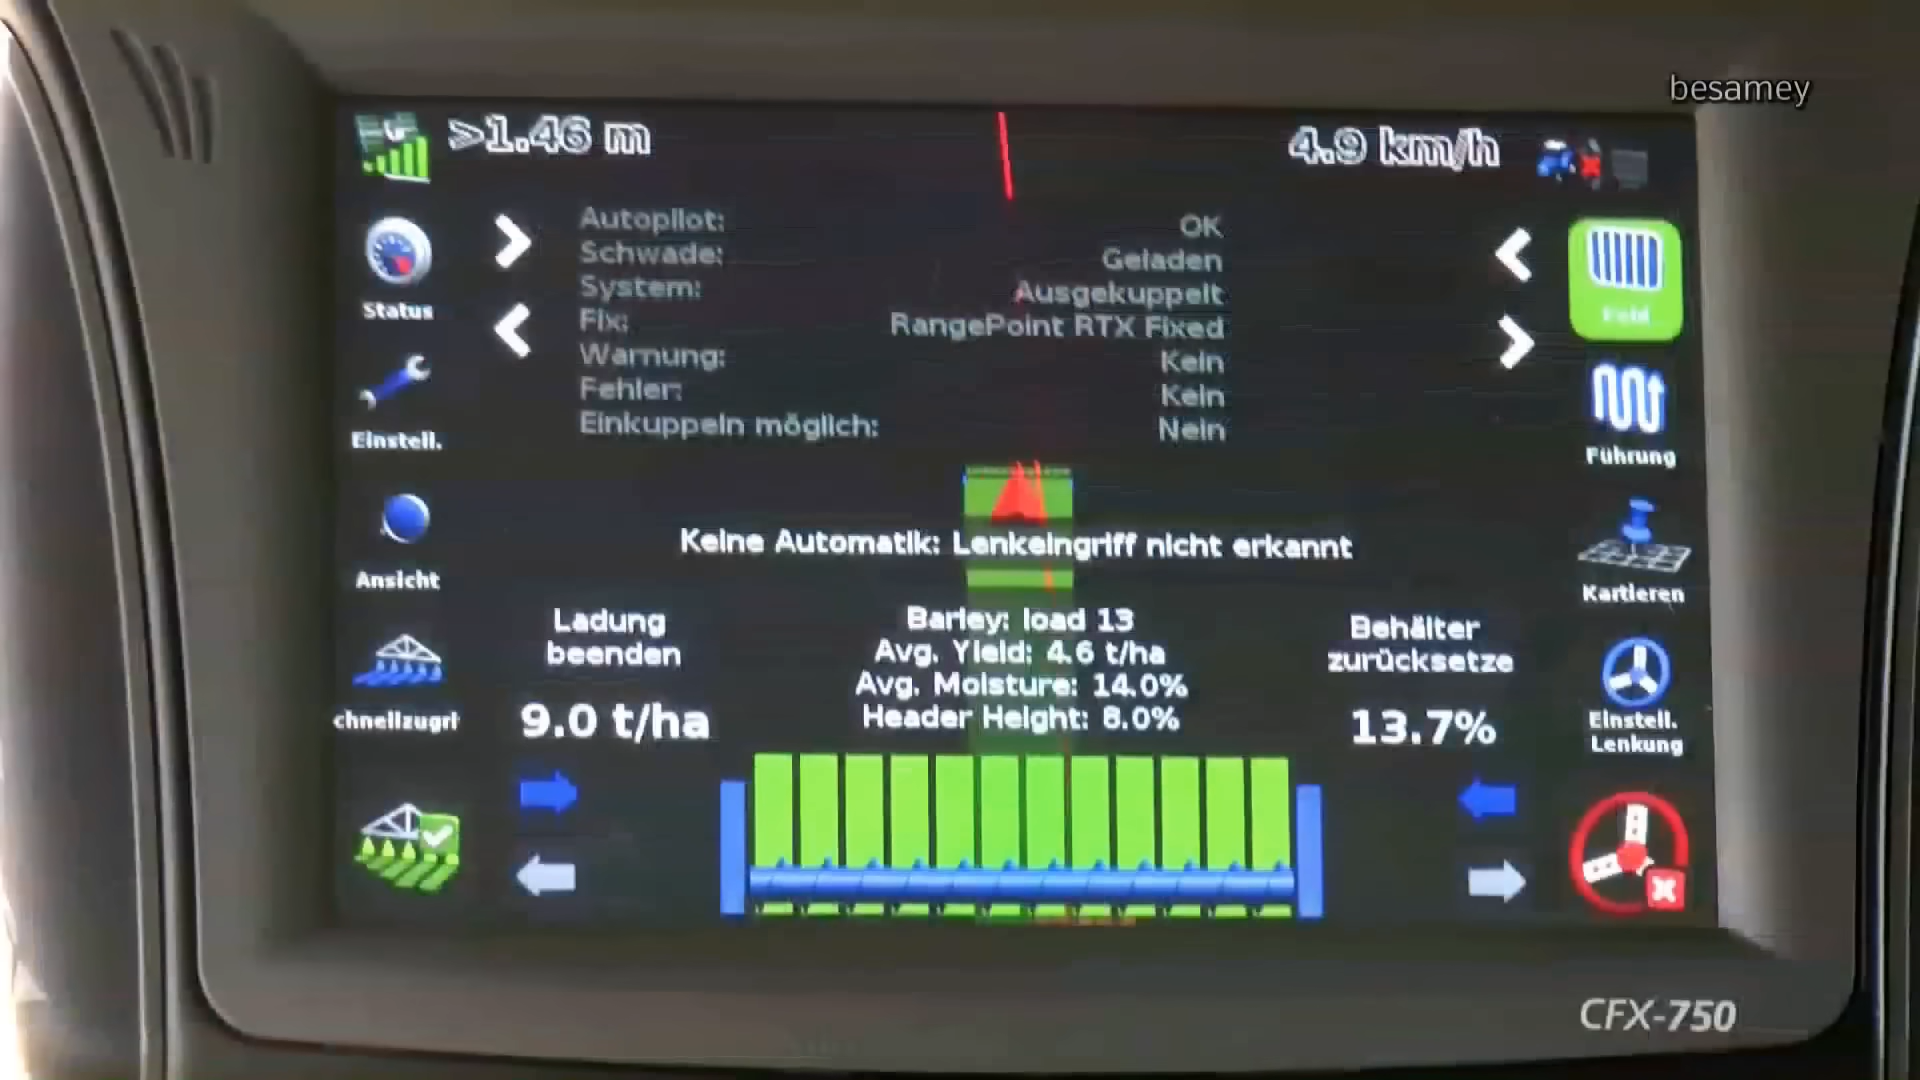 besamey
>1.46 m
4.9 km/h
Autopilot: OK
Schwade: Geladen
System: Ausgekuppelt
Fix: RangePoint RTX Fixed
Warnung: Kein
Fehler: Kein
Einkuppeln möglich: Nein
Status
Einstell.
Ansicht
chnellzugri
Feld
Führung
Kartieren
Einstell.
Lenkung
Keine Automatik: Lenkeingriff nicht erkannt
Ladung
beenden
9.0 t/ha
Barley: load 13
Avg. Yield: 4.6 t/ha
Avg. Moisture: 14.0%
Header Height: 8.0%
Behälter
zurücksetze
13.7%
CFX-750